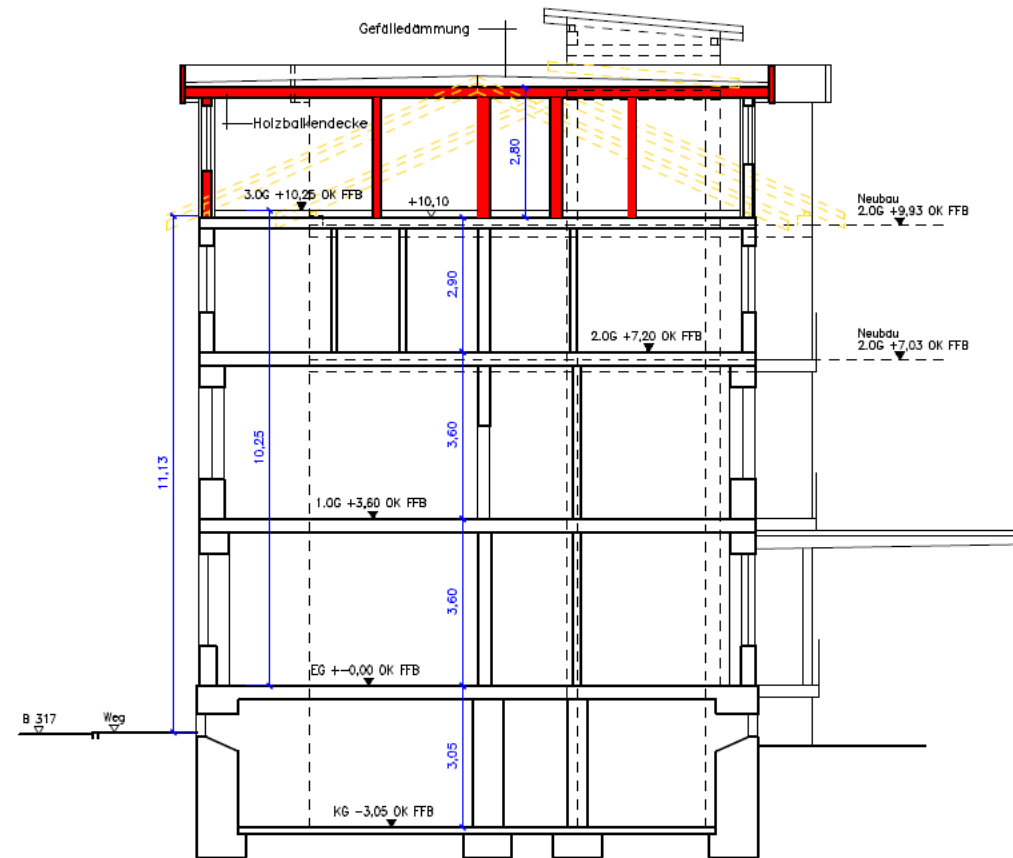 Gefälledämmung
Holzbalkendecke
2,80
3.OG +10,25 OK FFB
+10,10
Neubau
2.OG +9,93 OK FFB
2,90
2.OG +7,20 OK FFB
Neubau
2.OG +7,03 OK FFB
11,13
10,25
3,60
1.OG +3,60 OK FFB
3,60
EG +-0,00 OK FFB
B 317
Weg
3,05
KG -3,05 OK FFB